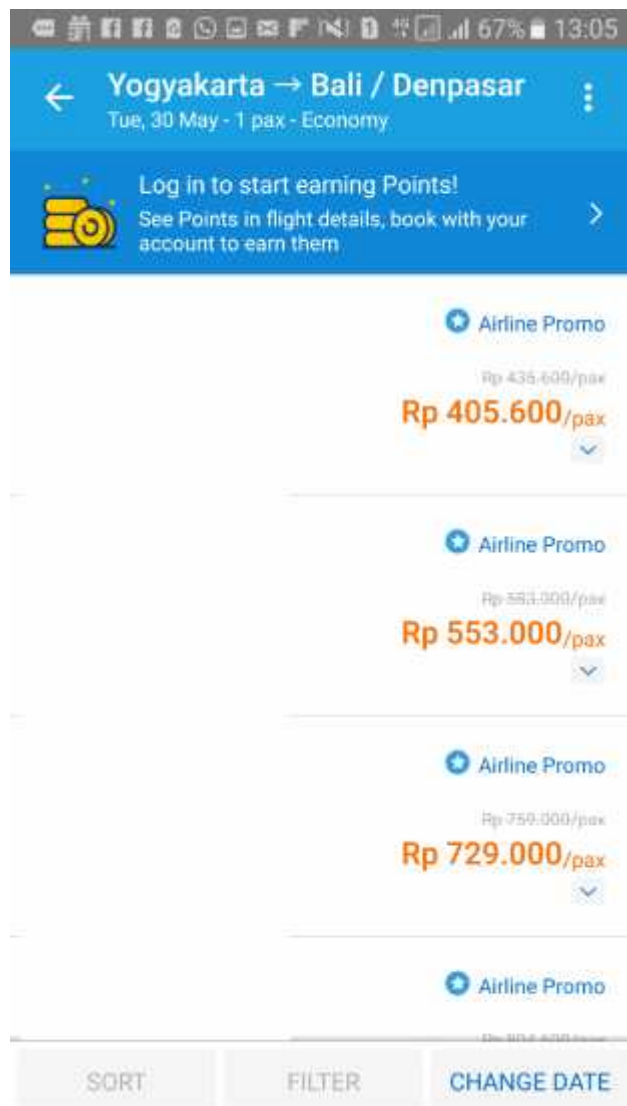 67% 13:05
Yogyakarta → Bali / Denpasar
Tue, 30 May - 1 pax - Economy
Log in to start earning Points!
See Points in flight details, book with your
account to earn them
Airline Promo
Rp 435.600/pax
Rp 405.600/pax
Airline Promo
Rp 583.000/pax
Rp 553.000/pax
Airline Promo
Rp 759.000/pax
Rp 729.000/pax
Airline Promo
SORT FILTER CHANGE DATE